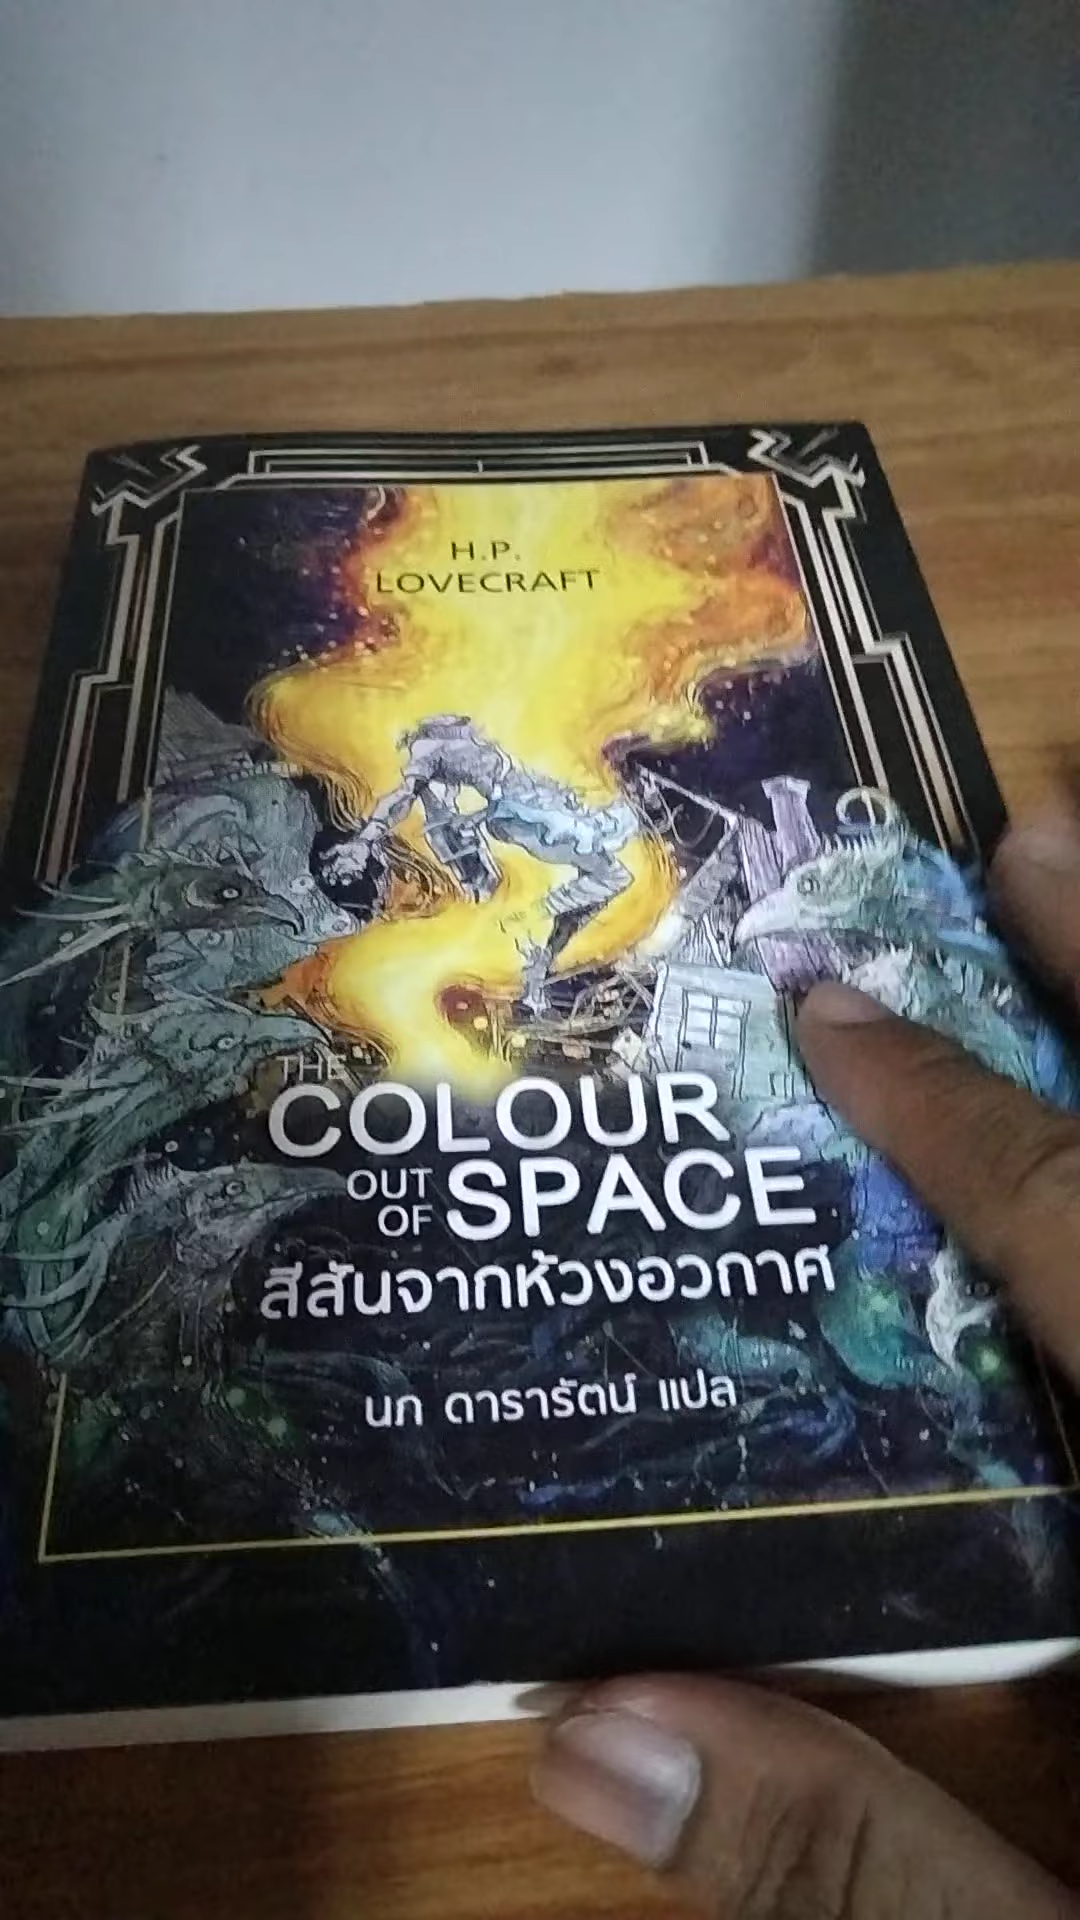 H.P.
LOVECRAFT
THE
COLOUR
OUT
OF
SPACE
สีสันจากห้วงอวกาศ
นภ ดารารัตน์ แปล